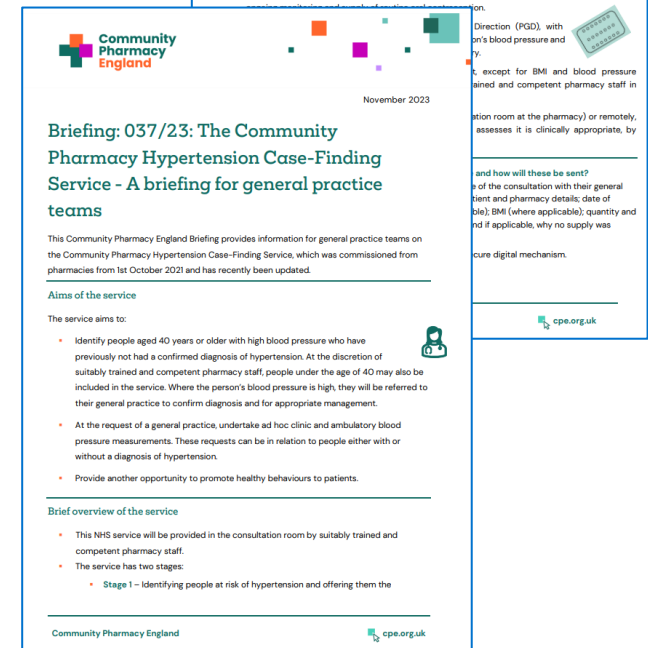 Community
Pharmacy
England
November 2023
Briefing: 037/23: The Community
Pharmacy Hypertension Case-Finding
Service - A briefing for general practice
teams
This Community Pharmacy England Briefing provides information for general practice teams on
the Community Pharmacy Hypertension Case-Finding Service, which was commissioned from
pharmacies from 1st October 2021 and has recently been updated.
Aims of the service
The service aims to:
Identify people aged 40 years or older with high blood pressure who have
previously not had a confirmed diagnosis of hypertension. At the discretion of
suitably trained and competent pharmacy staff, people under the age of 40 may also be
included in the service. Where the person's blood pressure is high, they will be referred to
their general practice to confirm diagnosis and for appropriate management.
At the request of a general practice, undertake ad hoc clinic and ambulatory blood
pressure measurements. These requests can be in relation to people either with or
without a diagnosis of hypertension.
Provide another opportunity to promote healthy behaviours to patients.
Brief overview of the service
This NHS service will be provided in the consultation room by suitably trained and
competent pharmacy staff.
The service has two stages:
Stage 1 – Identifying people at risk of hypertension and offering them the
Community Pharmacy England
cpe.org.uk
Direction (PGD), with
on's blood pressure and
ry.
t, except for BMI and blood pressure
ained and competent pharmacy staff in
ation room at the pharmacy) or remotely,
assesses it is clinically appropriate, by
and how will these be sent?
e of the consultation with their general
tient and pharmacy details; date of
ble); BMI (where applicable); quantity and
nd if applicable, why no supply was
cure digital mechanism.
cpe.org.uk